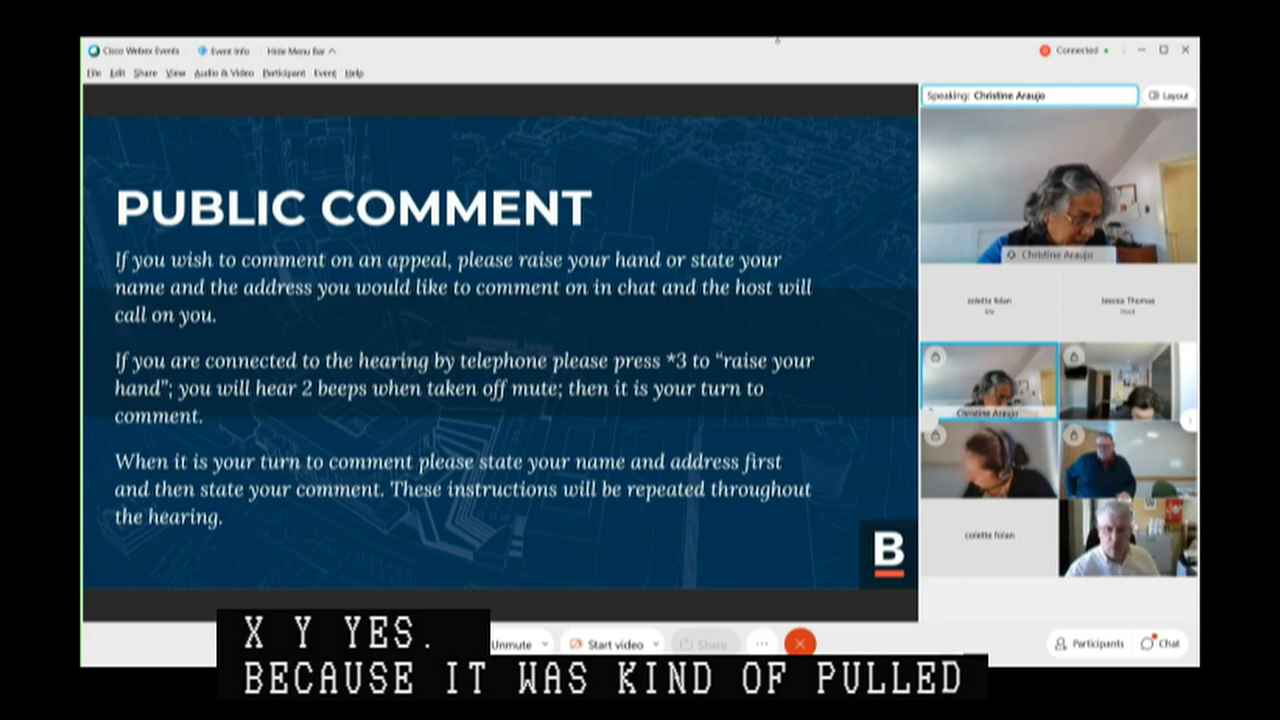 Cisco Webex Events
Event Info
Hide Menu Bar
Connected
File Edit Share View Audio & Video Participant Event Help
Speaking: Christine Araujo
Layout
PUBLIC COMMENT
If you wish to comment on an appeal, please raise your hand or state your
name and the address you would like to comment on in chat and the host will
call on you.
If you are connected to the hearing by telephone please press *3 to “raise your
hand”; you will hear 2 beeps when taken off mute; then it is your turn to
comment.
When it is your turn to comment please state your name and address first
and then state your comment. These instructions will be repeated throughout
the hearing.
B
Christine Araujo
colette folan
Me
Jessica Thomas
Host
Christine Araujo
colette folan
Unmute
Start video
Share
Participants
Chat
X Y YES.
BECAUSE IT WAS KIND OF PULLED